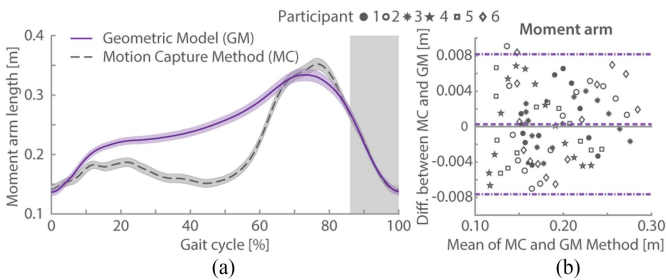 Participant ● 1 ○ 2 ✳ 3 ★ 4 □ 5 ◊ 6
Geometric Model (GM)
Motion Capture Method (MC)
Moment arm length [m]
0.4
0.3
0.2
0.1
0 20 40 60 80 100
Gait cycle [%]
(a)
Moment arm
Diff. between MC and GM [m]
0.008
0.004
0
-0.004
-0.008
0.10 0.20 0.30
Mean of MC and GM Method [m]
(b)